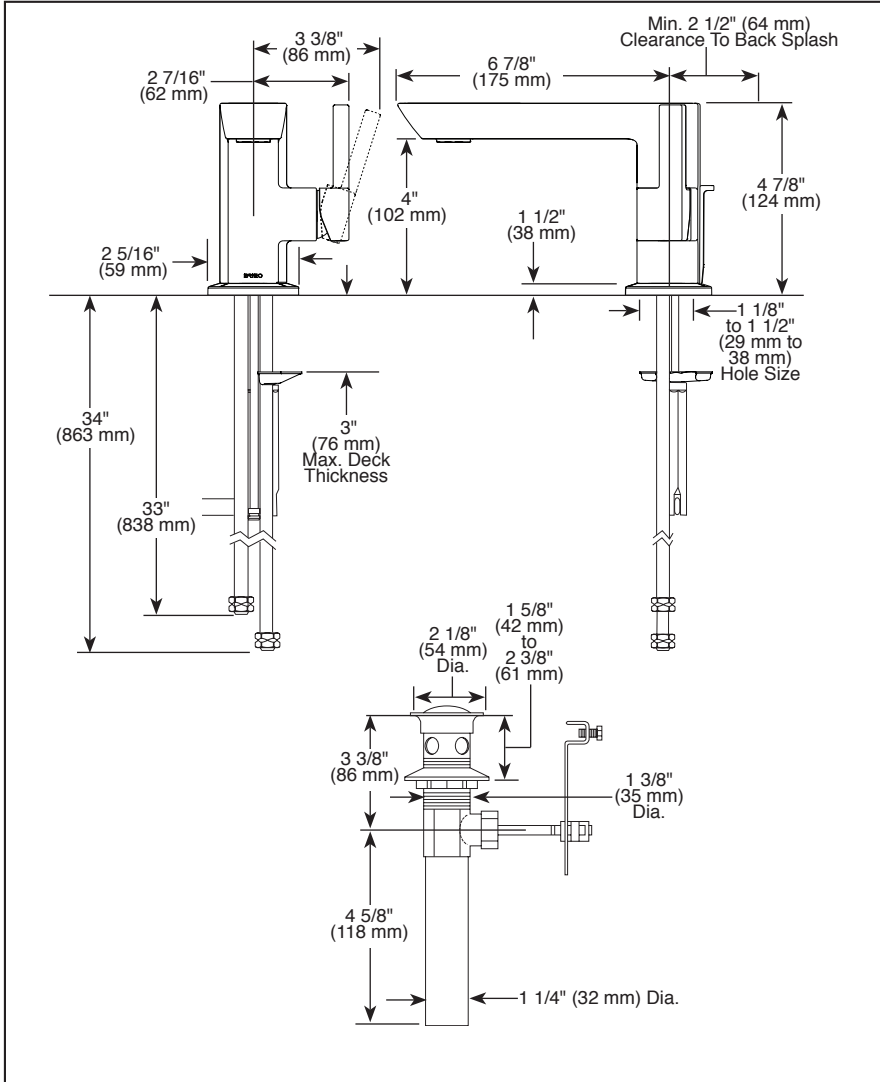 3 3/8"
(86 mm)
2 7/16"
(62 mm)
6 7/8"
(175 mm)
Min. 2 1/2" (64 mm)
Clearance To Back Splash
4"
(102 mm)
1 1/2"
(38 mm)
4 7/8"
(124 mm)
2 5/16"
(59 mm)
1 1/8"
to 1 1/2"
(29 mm to
38 mm)
Hole Size
34"
(863 mm)
3"
(76 mm)
Max. Deck
Thickness
33"
(838 mm)
2 1/8"
(54 mm)
Dia.
1 5/8"
(42 mm)
to
2 3/8"
(61 mm)
3 3/8"
(86 mm)
1 3/8"
(35 mm)
Dia.
4 5/8"
(118 mm)
1 1/4" (32 mm) Dia.